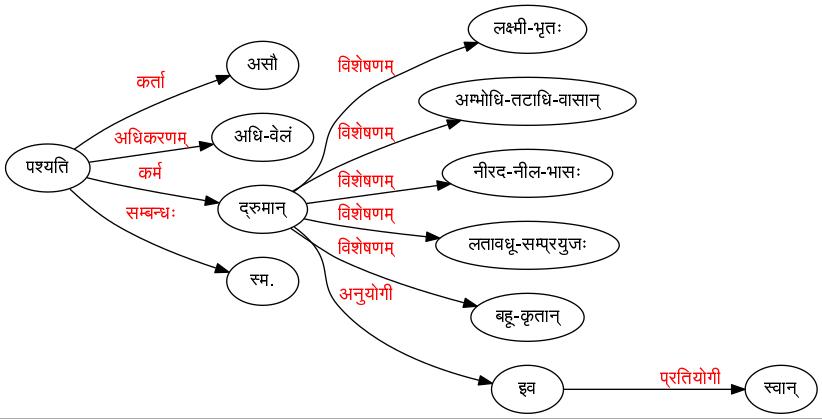 लक्ष्मी-भृतः
विशेषणम्
असौ
कर्ता
अम्भोधि-तटाधि-वासान्
विशेषणम्
अधिकरणम्
अधि-वेलं
पश्यति
कर्म
विशेषणम्
नीरद-नील-भासः
द्रुमान्
सम्बन्धः
विशेषणम्
लतावधू-सम्प्रयुजः
विशेषणम्
स्म.
अनुयोगी
बहू-कृतान्
इव
प्रतियोगी
स्वान्